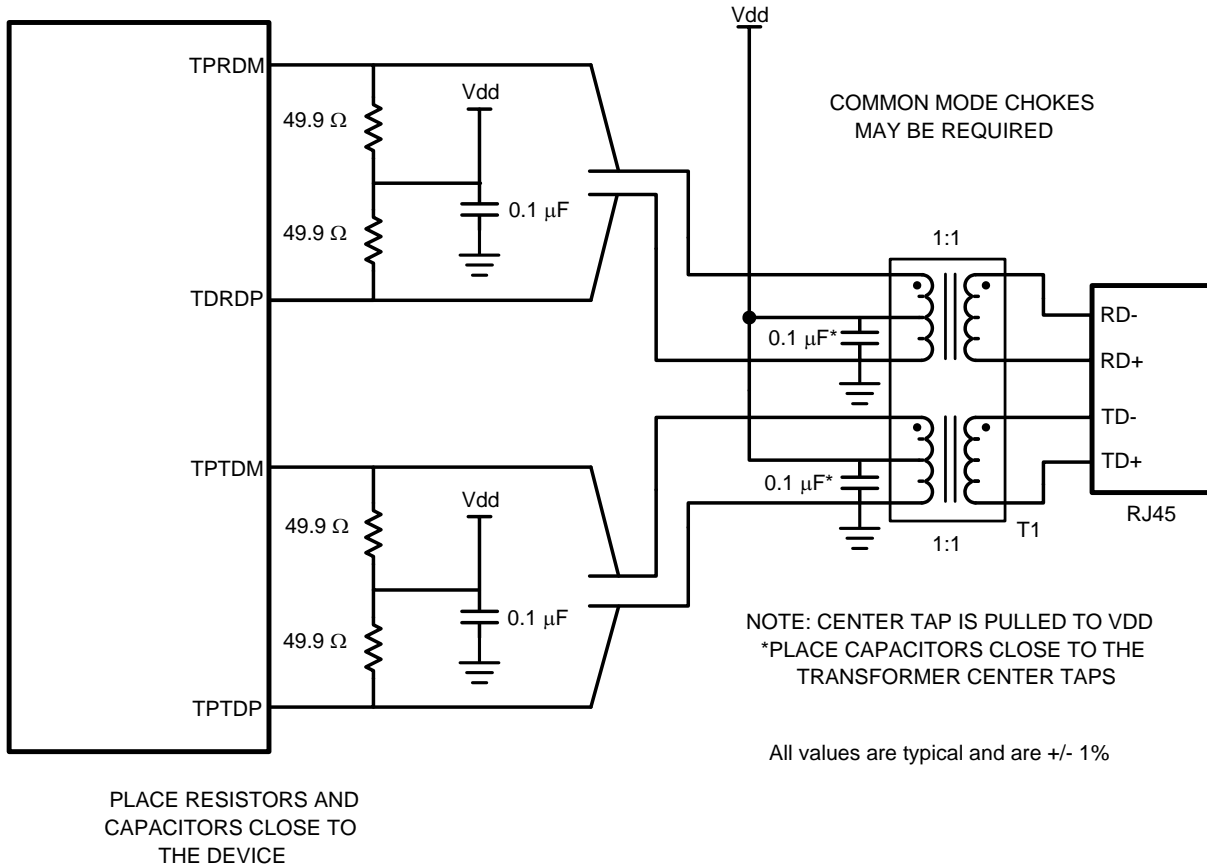 Vdd
TPRDM
Vdd
COMMON MODE CHOKES
MAY BE REQUIRED
49.9 Ω
0.1 μF
49.9 Ω
1:1
TDRDP
RD-
0.1 μF*
RD+
TD-
TPTDM
TD+
0.1 μF*
Vdd
RJ45
49.9 Ω
T1
1:1
0.1 μF
NOTE: CENTER TAP IS PULLED TO VDD
49.9 Ω
*PLACE CAPACITORS CLOSE TO THE
TRANSFORMER CENTER TAPS
TPTDP
All values are typical and are +/- 1%
PLACE RESISTORS AND
CAPACITORS CLOSE TO
THE DEVICE